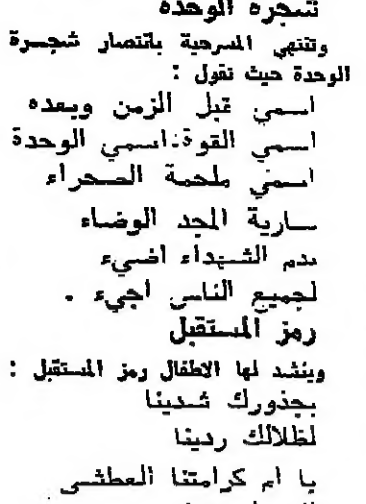 شجرة الوحدة
وتنتهي المسرحية بانتصار شجـرة
الوحدة حيث تقول :
اسمي قبل الزمن وبعده
اسمي القوة.اسمي الوحدة
اسمي ملحمة الصحراء
سارية المجد الوضاء
بدم الشهداء اضيء
لجميع الناس اجيء .
رمز المستقبل
وينشد لها الاطفال رمز المستقبل :
بجذورك شدينا
لظلالك ردينا
يا ام كرامتنا العطشى